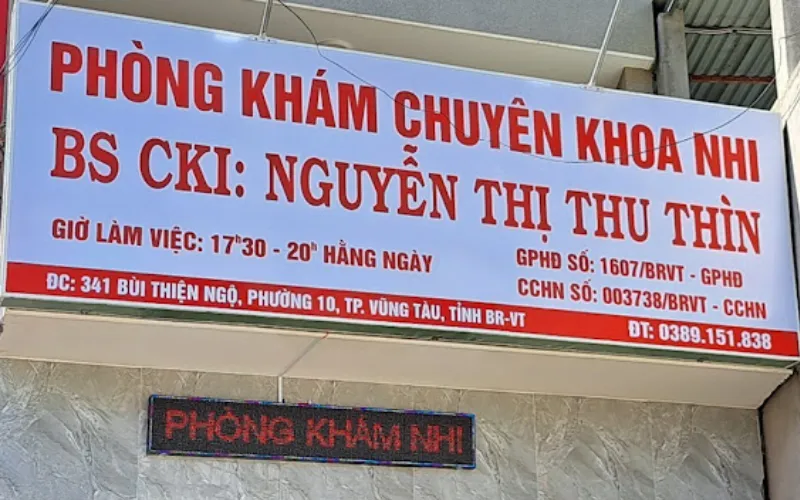 PHÒNG KHÁM CHUYÊN KHOA NHI
BS CKI: NGUYỄN THỊ THU THÌN
GIỜ LÀM VIỆC: 17h30 - 20h HẰNG NGÀY
GPHĐ SỐ: 1607/BRVT - GPHĐ
CCHN SỐ: 003738/BRVT - CCHN
ĐC: 341 BÙI THIỆN NGỘ, PHƯỜNG 10, TP. VŨNG TÀU, TỈNH BR-VT
ĐT: 0389.151.838
PHÒNG KHÁM NHI